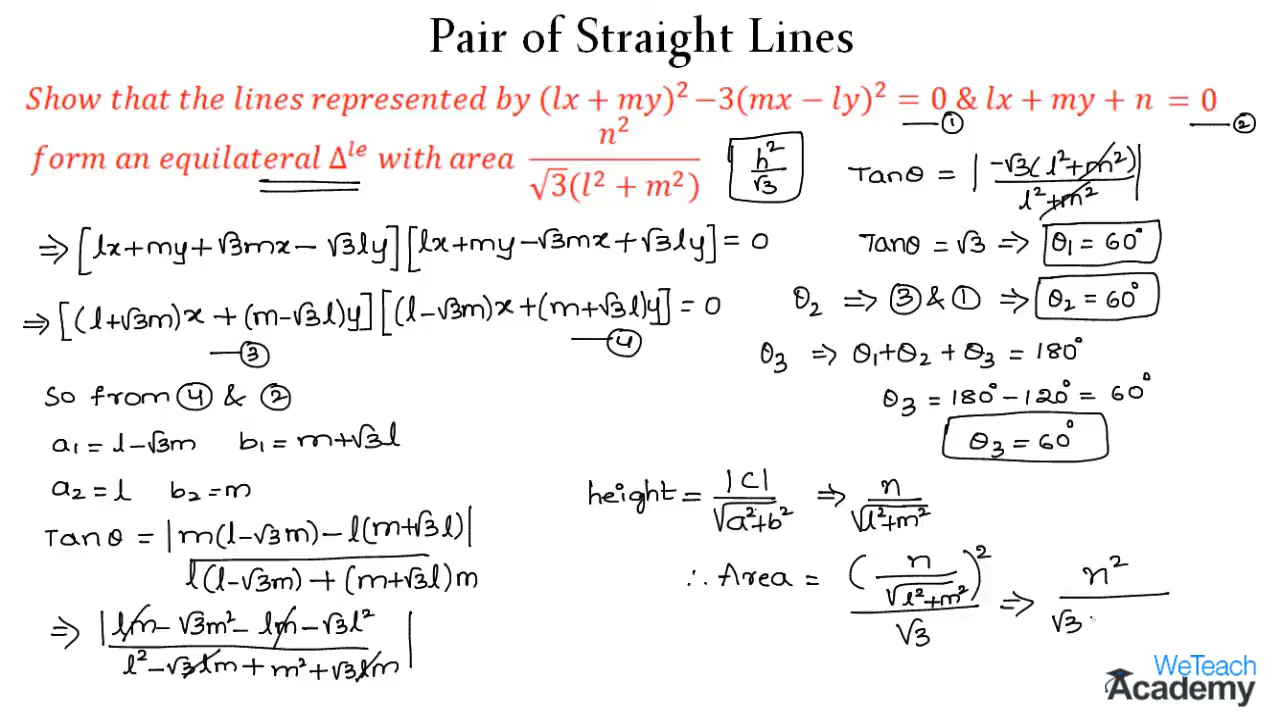 Pair of Straight Lines
Show that the lines represented by (lx + my)² −3(mx − ly)² = 0 & lx + my + n = 0
—① —②
form an equilateral Δˡᵉ with area n² / √3(l² + m²)
h² / √3
⇒ [lx+my+√3mx−√3ly][lx+my−√3mx+√3ly] = 0
⇒ [(l+√3m)x + (m−√3l)y][(l−√3m)x+(m+√3l)y] = 0
—③ —④
So from ④ & ②
a₁ = l−√3m b₁ = m+√3l
a₂ = l b₂ = m
Tanθ = |m(l−√3m) − l(m+√3l)| / l(l−√3m) + (m+√3l)m
⇒ |lm − √3m² − lm − √3l² / l² − √3lm + m² + √3lm|
Tanθ = |−√3(l²+m²) / l²+m²|
Tanθ = √3 ⇒ θ₁ = 60°
θ₂ ⇒ ③ & ① ⇒ θ₂ = 60°
θ₃ ⇒ θ₁+θ₂ + θ₃ = 180°
θ₃ = 180° − 120° = 60°
θ₃ = 60°
height = |C| / √a²+b² ⇒ n / √l²+m²
∴ Area = (n / √l²+m²)² / √3 ⇒ n² / √3
WeTeach
Academy